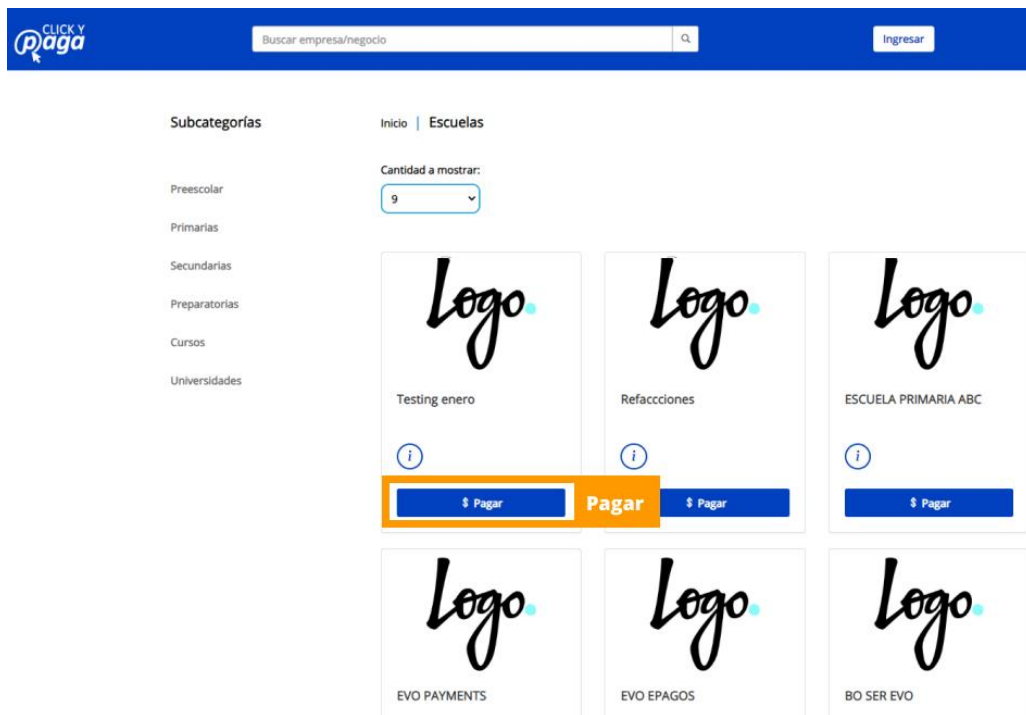 CLICK Y
paga
Buscar empresa/negocio
Ingresar
Subcategorías
Inicio | Escuelas
Cantidad a mostrar:
9
Preescolar
Primarias
Secundarias
Preparatorias
Cursos
Universidades
Logo.
Logo.
Logo.
Testing enero
Refaccciones
ESCUELA PRIMARIA ABC
i
i
i
$ Pagar
Pagar
$ Pagar
$ Pagar
Logo.
Logo.
Logo.
EVO PAYMENTS
EVO EPAGOS
BO SER EVO